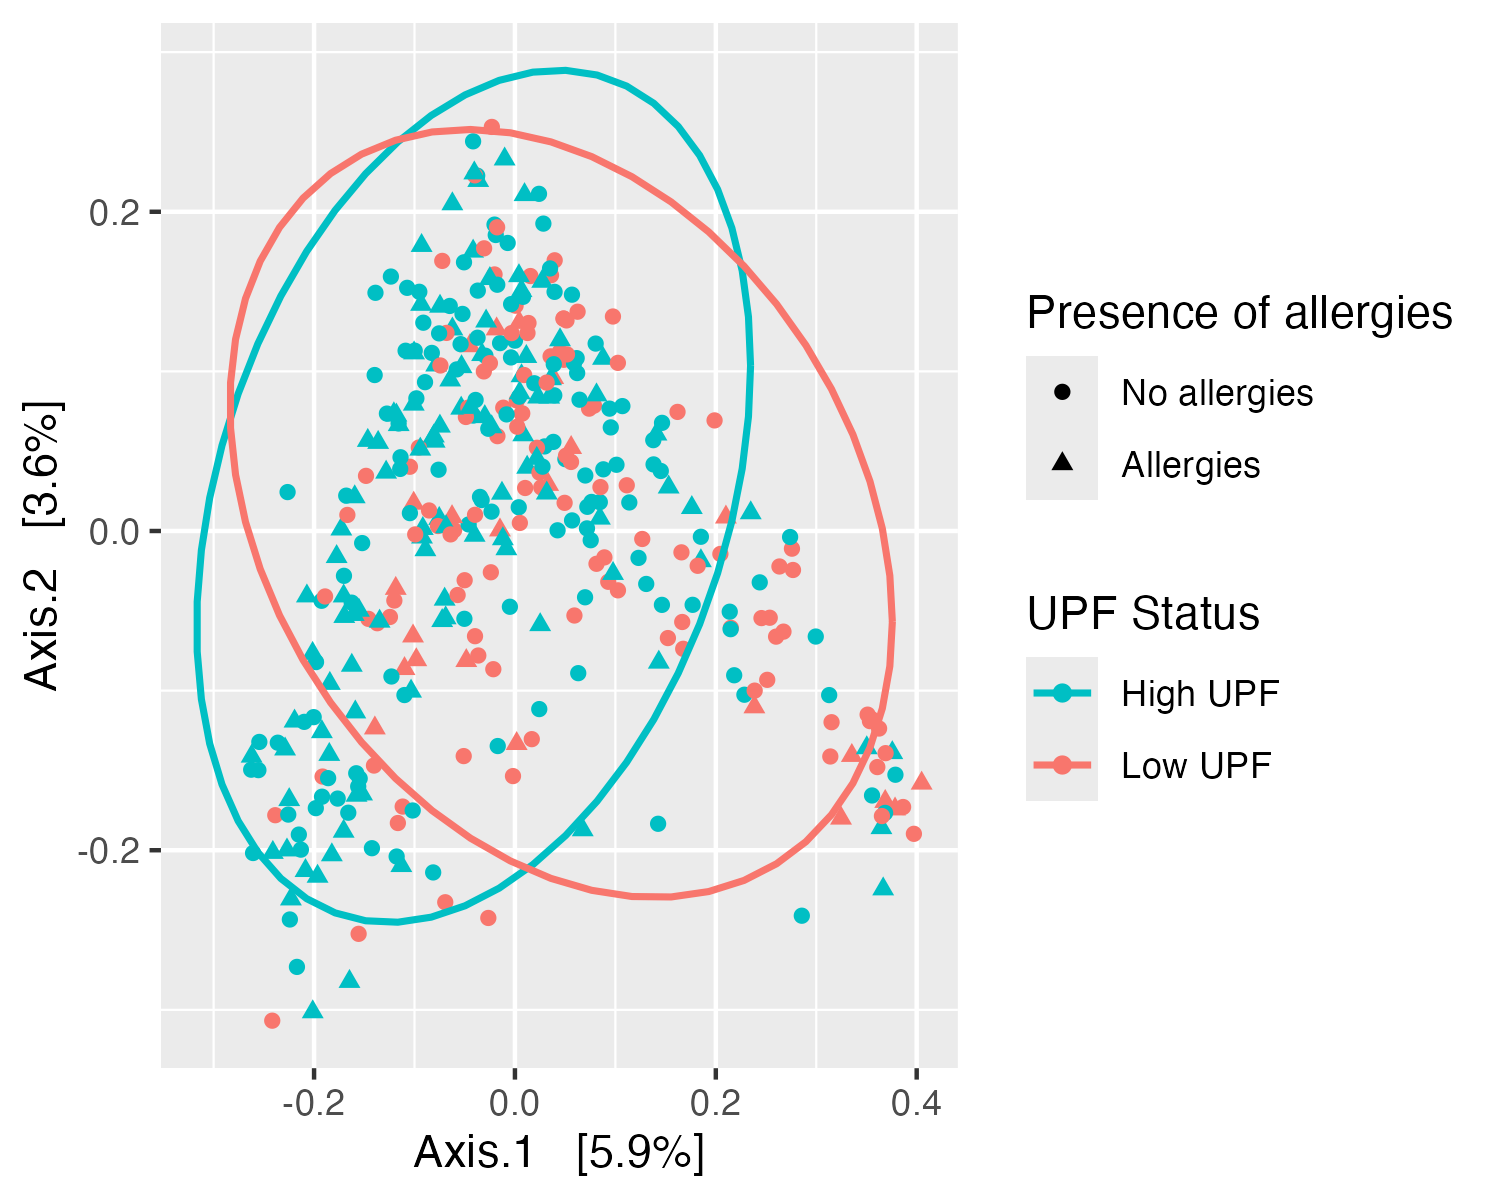 0.2
0.0
-0.2
Axis.2 [3.6%]
-0.2 0.0 0.2 0.4
Axis.1 [5.9%]
Presence of allergies
No allergies
Allergies
UPF Status
High UPF
Low UPF